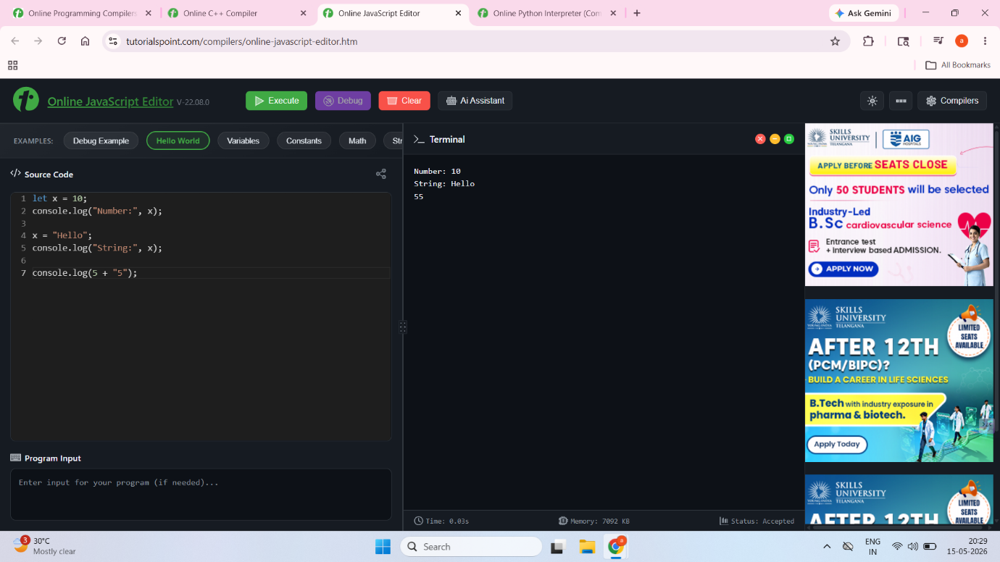 Online Programming Compilers
Online C++ Compiler
Online JavaScript Editor
Online Python Interpreter (Com
Ask Gemini
tutorialspoint.com/compilers/online-javascript-editor.htm
a
All Bookmarks
Online JavaScript Editor V-22.08.0
Execute
Debug
Clear
Ai Assistant
Compilers
EXAMPLES:
Debug Example
Hello World
Variables
Constants
Math
Str
>_ Terminal
</> Source Code
Number: 10
String: Hello
55
1 let x = 10;
2 console.log("Number:", x);
3
4 x = "Hello";
5 console.log("String:", x);
6
7 console.log(5 + "5");
Program Input
Enter input for your program (if needed)...
Time: 0.03s
Memory: 7092 KB
Status: Accepted
SKILLS
UNIVERSITY
YOUNG INDIA
TELANGANA
AIG
HOSPITALS
APPLY BEFORE SEATS CLOSE
Only 50 STUDENTS will be selected
Industry-Led
B.Sc cardiovascular science
Entrance test
+ Interview based ADMISSION.
APPLY NOW
SKILLS
UNIVERSITY
YOUNG INDIA
TELANGANA
LIMITED
SEATS
AVAILABLE
AFTER 12TH
(PCM/BIPC)?
BUILD A CAREER IN LIFE SCIENCES
B.Tech with industry exposure in
pharma & biotech.
Apply Today
SKILLS
UNIVERSITY
YOUNG INDIA
TELANGANA
LIMITED
SEATS
AVAILABLE
AFTER 12TH
3
30°C
Mostly clear
Search
a
ENG
IN
20:29
15-05-2026